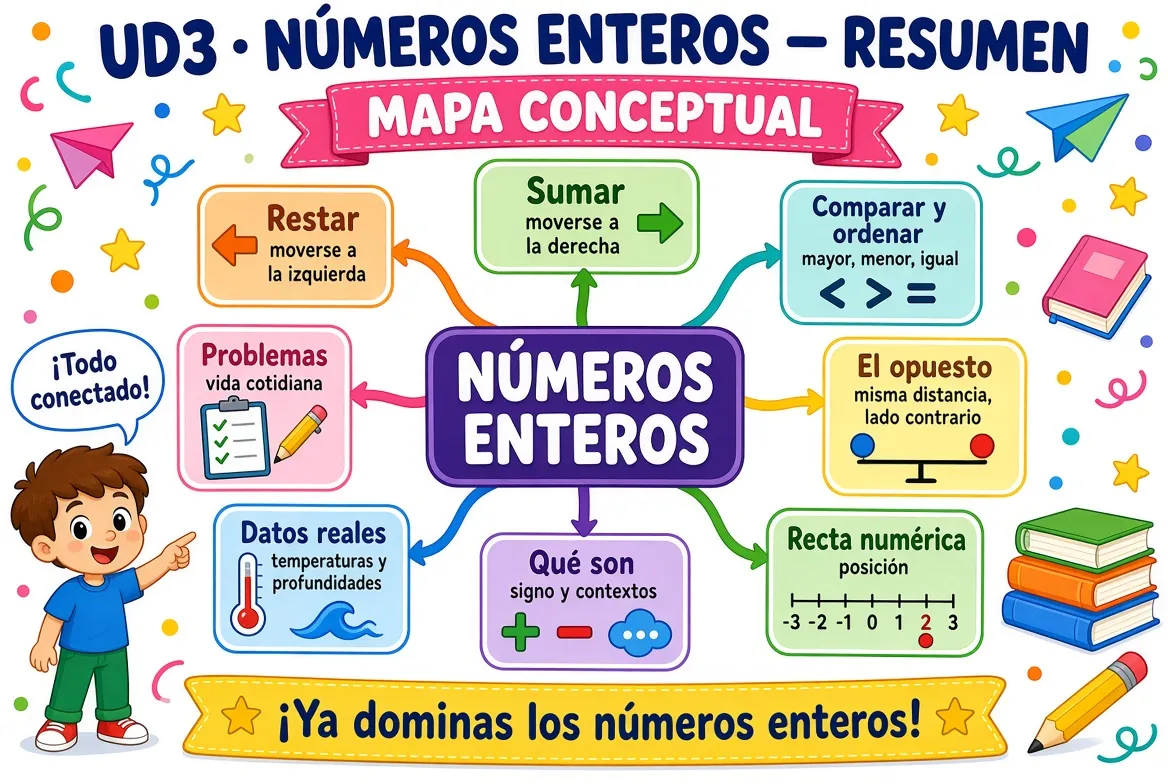 UD3 · NÚMEROS ENTEROS – RESUMEN
MAPA CONCEPTUAL
Restar
moverse a
la izquierda
Sumar
moverse a
la derecha
Comparar y
ordenar
mayor, menor, igual
< > =
¡Todo
conectado!
Problemas
vida cotidiana
NÚMEROS
ENTEROS
El opuesto
misma distancia,
lado contrario
Datos reales
temperaturas y
profundidades
Qué son
signo y contextos
+ −
Recta numérica
posición
-3 -2 -1 0 1 2 3
¡Ya dominas los números enteros!